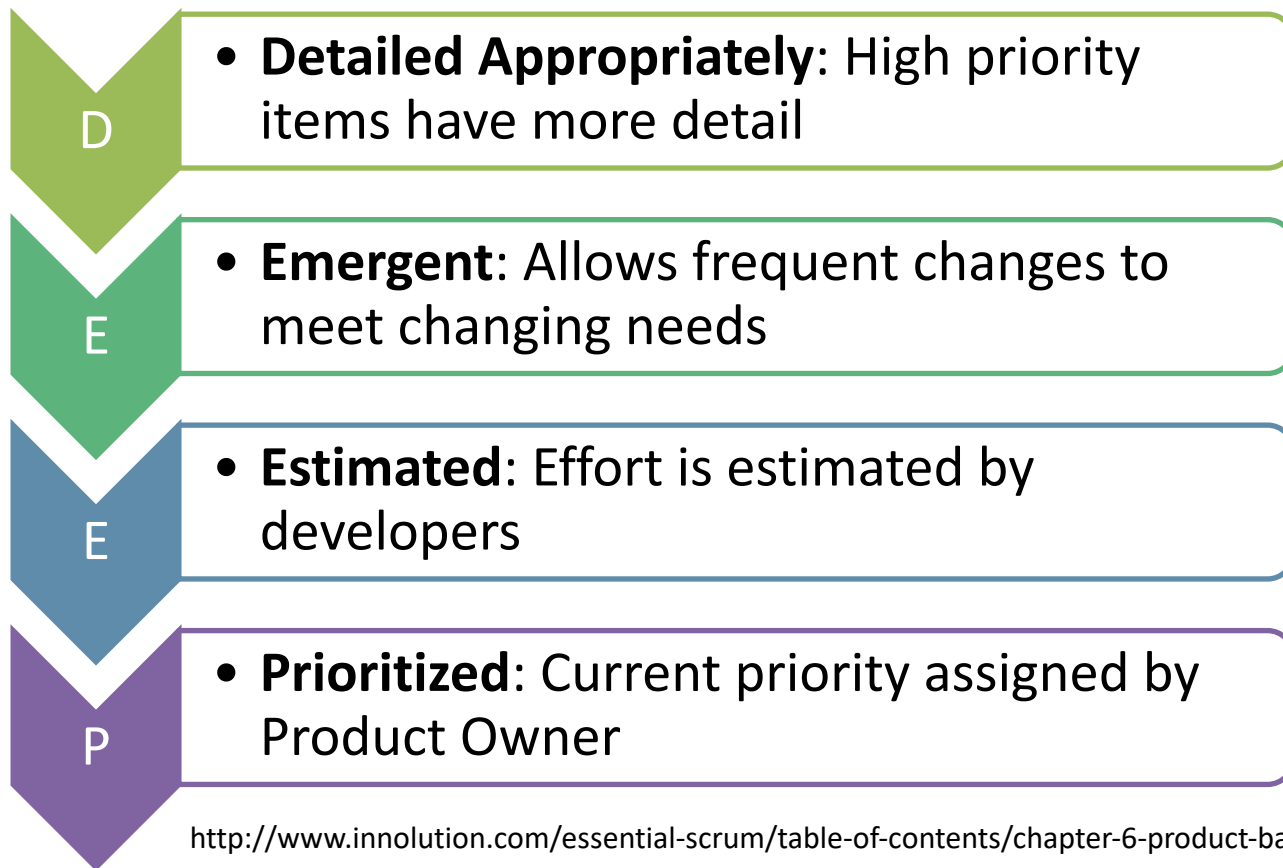 D
• Detailed Appropriately: High priority
items have more detail
E
• Emergent: Allows frequent changes to
meet changing needs
E
• Estimated: Effort is estimated by
developers
P
• Prioritized: Current priority assigned by
Product Owner
http://www.innolution.com/essential-scrum/table-of-contents/chapter-6-product-ba